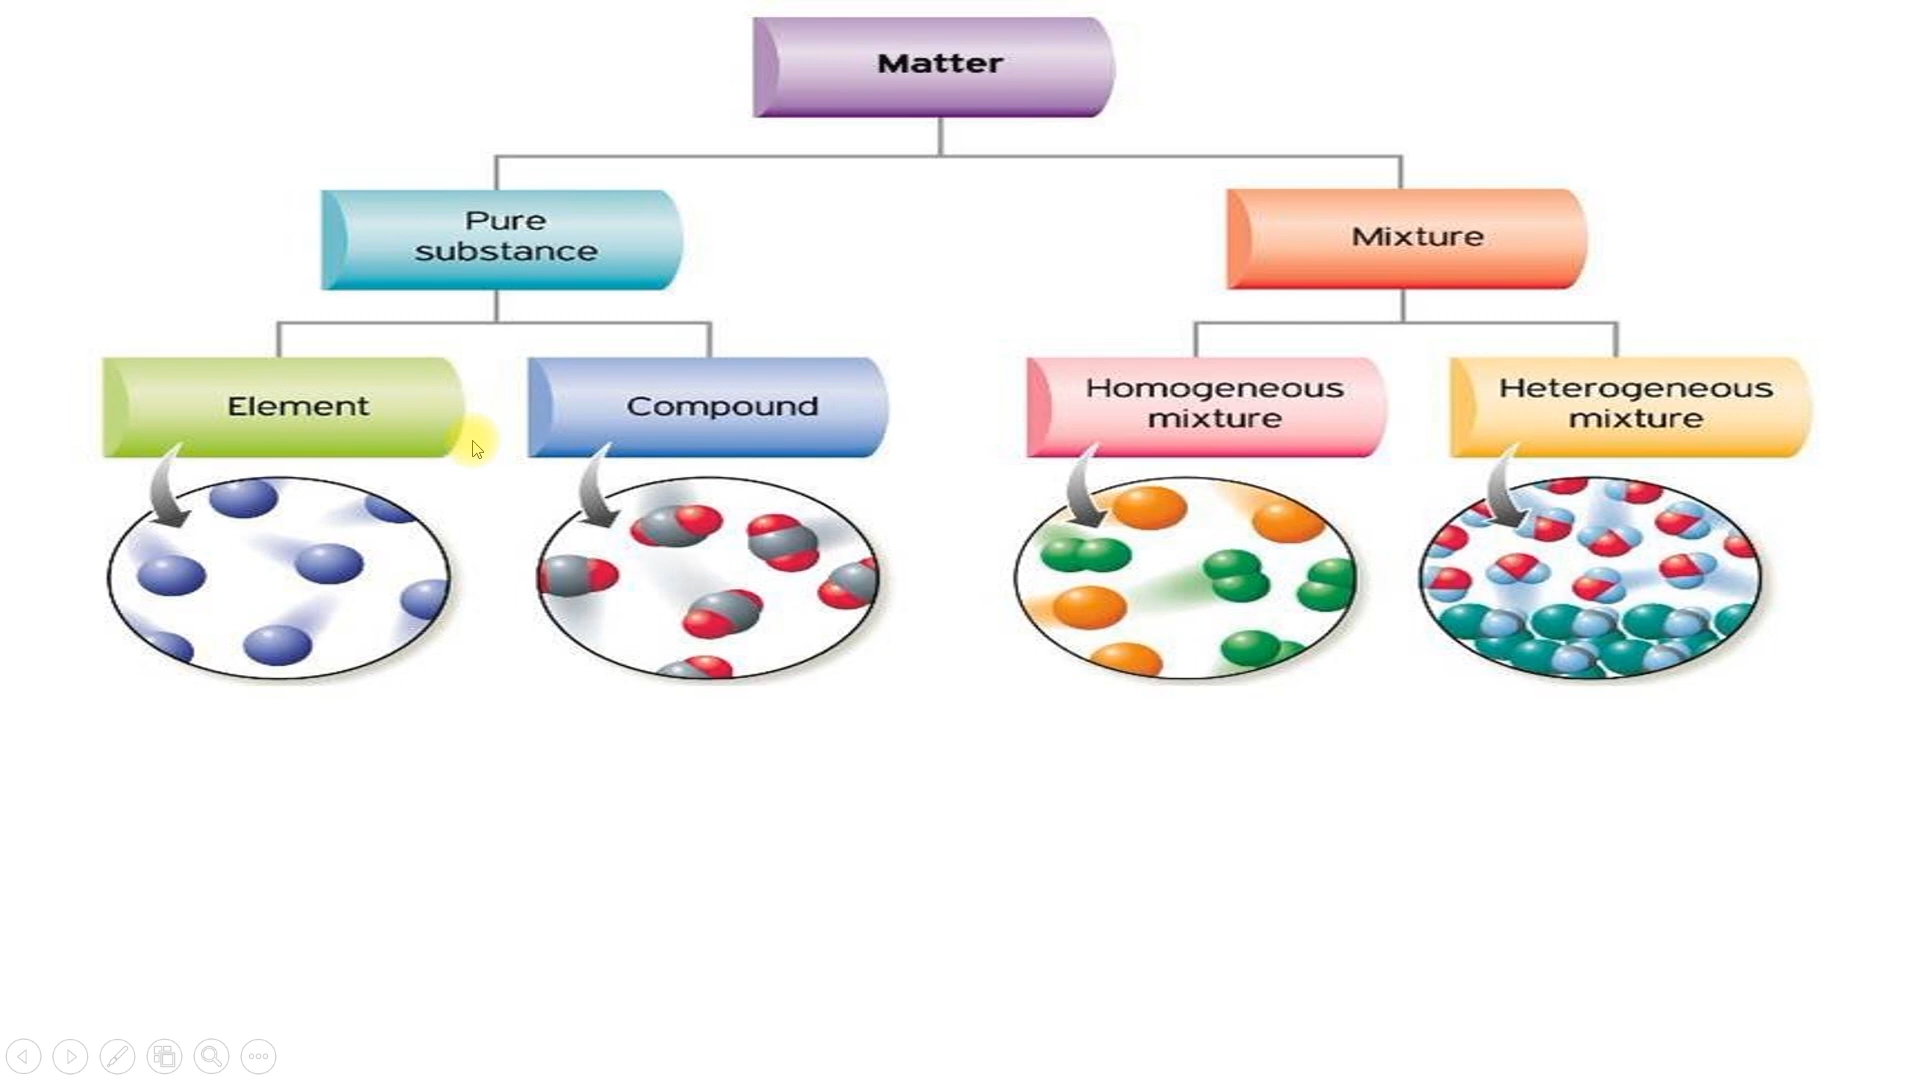 Matter
Pure
substance
Mixture
Element
Compound
Homogeneous
mixture
Heterogeneous
mixture